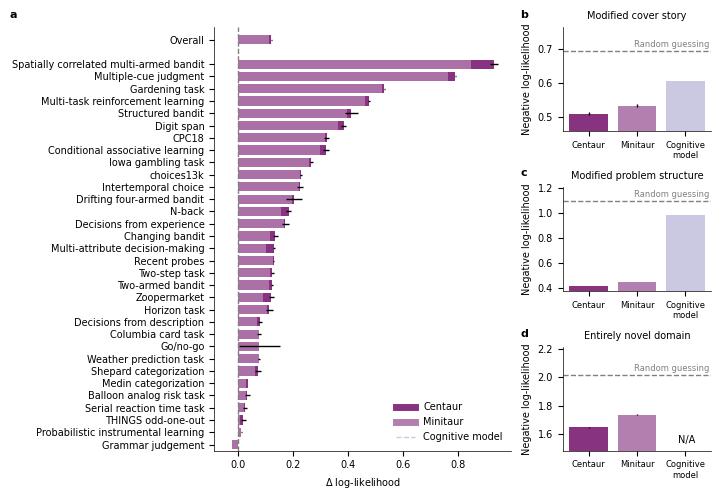 a
Overall
Spatially correlated multi-armed bandit
Multiple-cue judgment
Gardening task
Multi-task reinforcement learning
Structured bandit
Digit span
CPC18
Conditional associative learning
Iowa gambling task
choices13k
Intertemporal choice
Drifting four-armed bandit
N-back
Decisions from experience
Changing bandit
Multi-attribute decision-making
Recent probes
Two-step task
Two-armed bandit
Zoopermarket
Horizon task
Decisions from description
Columbia card task
Go/no-go
Weather prediction task
Shepard categorization
Medin categorization
Balloon analog risk task
Serial reaction time task
THINGS odd-one-out
Probabilistic instrumental learning
Grammar judgement
Centaur
Minitaur
Cognitive model
0.0 0.2 0.4 0.6 0.8
Δ log-likelihood
b
Modified cover story
Negative log-likelihood
0.7
0.6
0.5
Random guessing
Centaur Minitaur Cognitive
model
c
Modified problem structure
Negative log-likelihood
1.2
1.0
0.8
0.6
0.4
Random guessing
Centaur Minitaur Cognitive
model
d
Entirely novel domain
Negative log-likelihood
2.2
2.0
1.8
1.6
Random guessing
N/A
Centaur Minitaur Cognitive
model